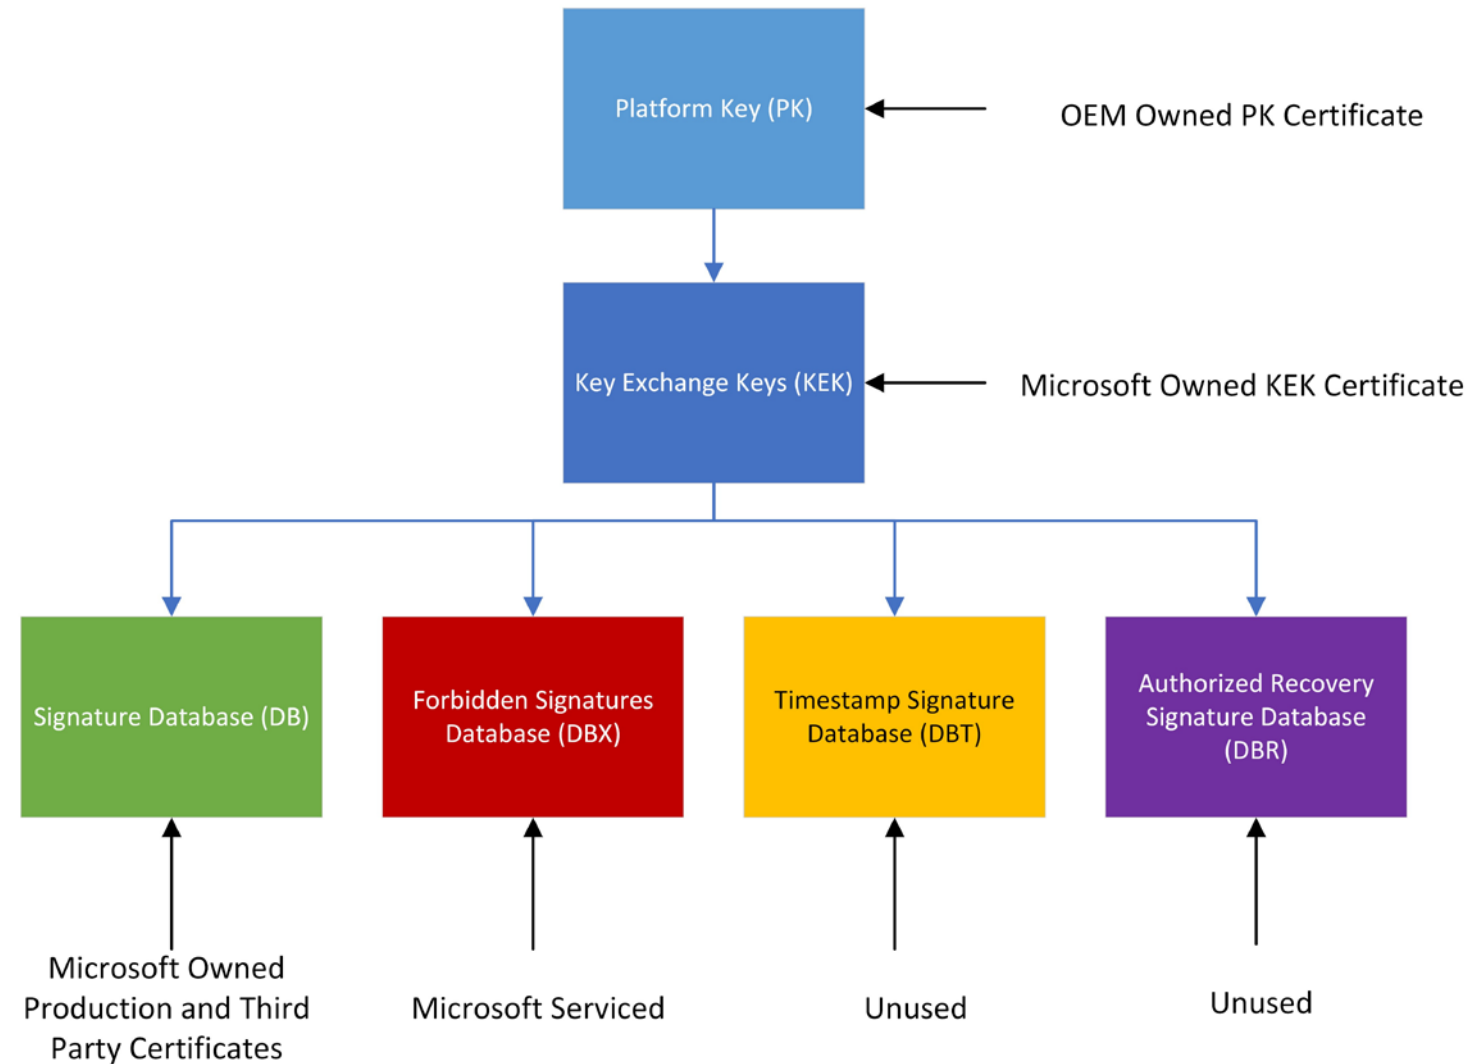 Platform Key (PK)
OEM Owned PK Certificate
Key Exchange Keys (KEK)
Microsoft Owned KEK Certificate
Signature Database (DB)
Forbidden Signatures
Database (DBX)
Timestamp Signature
Database (DBT)
Authorized Recovery
Signature Database
(DBR)
Microsoft Owned
Production and Third
Party Certificates
Microsoft Serviced
Unused
Unused